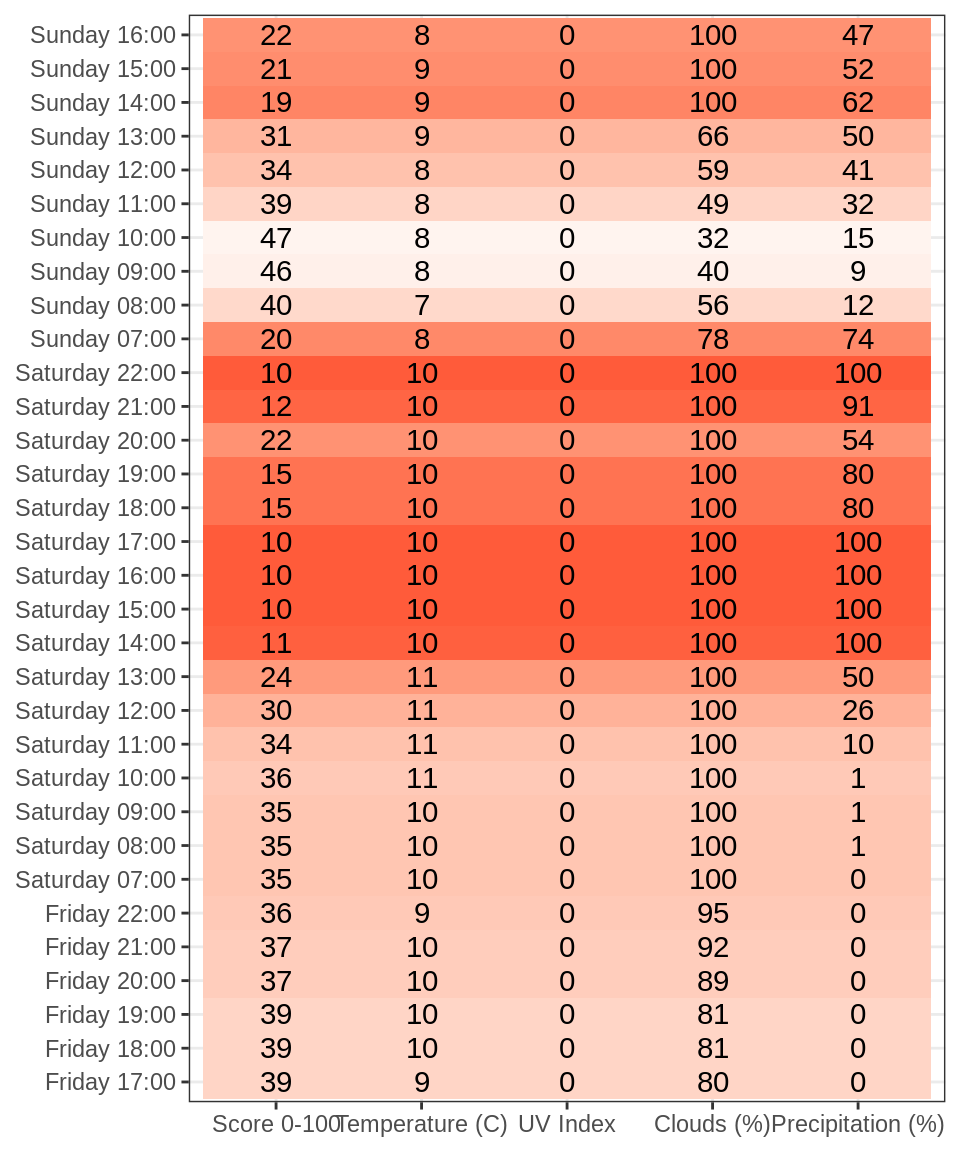 Sunday 16:00 22 8 0 100 47
Sunday 15:00 21 9 0 100 52
Sunday 14:00 19 9 0 100 62
Sunday 13:00 31 9 0 66 50
Sunday 12:00 34 8 0 59 41
Sunday 11:00 39 8 0 49 32
Sunday 10:00 47 8 0 32 15
Sunday 09:00 46 8 0 40 9
Sunday 08:00 40 7 0 56 12
Sunday 07:00 20 8 0 78 74
Saturday 22:00 10 10 0 100 100
Saturday 21:00 12 10 0 100 91
Saturday 20:00 22 10 0 100 54
Saturday 19:00 15 10 0 100 80
Saturday 18:00 15 10 0 100 80
Saturday 17:00 10 10 0 100 100
Saturday 16:00 10 10 0 100 100
Saturday 15:00 10 10 0 100 100
Saturday 14:00 11 10 0 100 100
Saturday 13:00 24 11 0 100 50
Saturday 12:00 30 11 0 100 26
Saturday 11:00 34 11 0 100 10
Saturday 10:00 36 11 0 100 1
Saturday 09:00 35 10 0 100 1
Saturday 08:00 35 10 0 100 1
Saturday 07:00 35 10 0 100 0
Friday 22:00 36 9 0 95 0
Friday 21:00 37 10 0 92 0
Friday 20:00 37 10 0 89 0
Friday 19:00 39 10 0 81 0
Friday 18:00 39 10 0 81 0
Friday 17:00 39 9 0 80 0
Score 0-100 Temperature (C) UV Index Clouds (%) Precipitation (%)